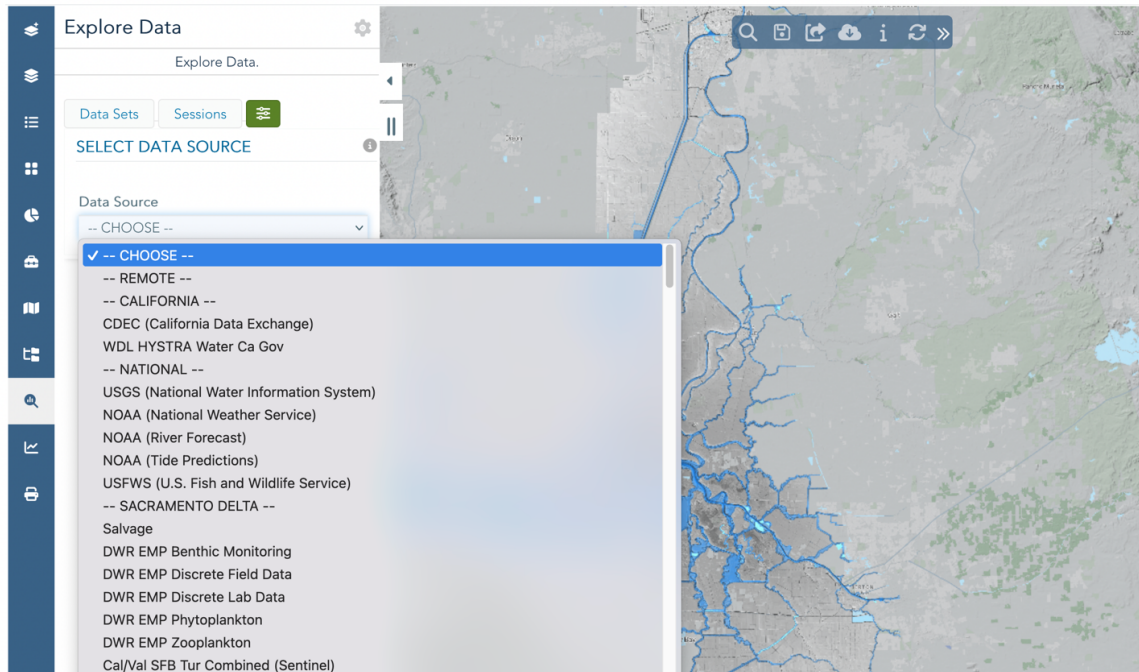 Explore Data
Explore Data.
Data Sets
Sessions
SELECT DATA SOURCE
Data Source
-- CHOOSE --
✓ -- CHOOSE --
-- REMOTE --
-- CALIFORNIA --
CDEC (California Data Exchange)
WDL HYSTRA Water Ca Gov
-- NATIONAL --
USGS (National Water Information System)
NOAA (National Weather Service)
NOAA (River Forecast)
NOAA (Tide Predictions)
USFWS (U.S. Fish and Wildlife Service)
-- SACRAMENTO DELTA --
Salvage
DWR EMP Benthic Monitoring
DWR EMP Discrete Field Data
DWR EMP Discrete Lab Data
DWR EMP Phytoplankton
DWR EMP Zooplankton
Cal/Val SFB Tur Combined (Sentinel)